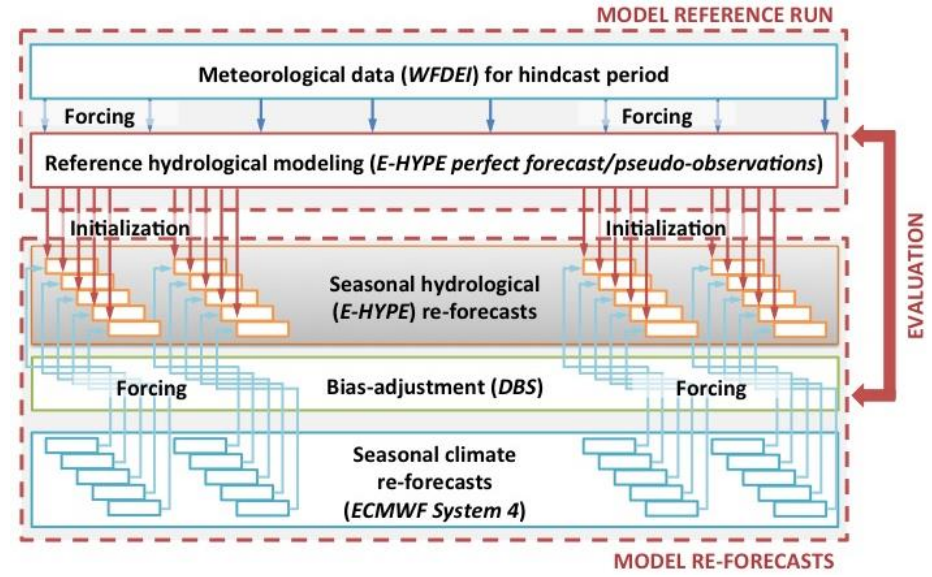 MODEL REFERENCE RUN
Meteorological data (WFDEI) for hindcast period
Forcing
Forcing
Reference hydrological modeling (E-HYPE perfect forecast/pseudo-observations)
Initialization
Initialization
Seasonal hydrological
(E-HYPE) re-forecasts
EVALUATION
Forcing
Bias-adjustment (DBS)
Forcing
Seasonal climate
re-forecasts
(ECMWF System 4)
MODEL RE-FORECASTS